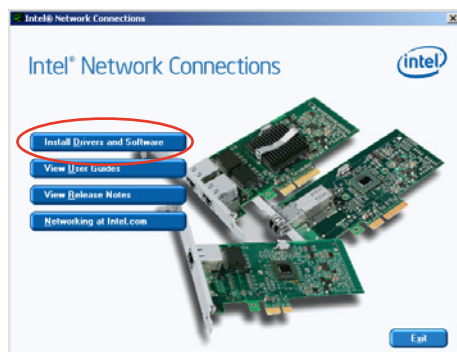 Intel® Network Connections
Intel® Network Connections
intel
Install Drivers and Software
View User Guides
View Release Notes
Networking at Intel.com
Exit